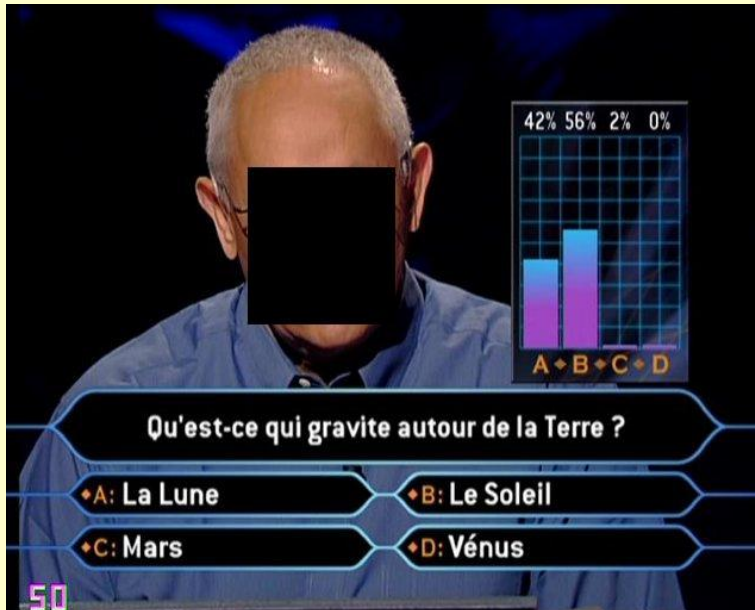 42% 56% 2% 0%
A B C D
Qu'est-ce qui gravite autour de la Terre ?
A: La Lune
B: Le Soleil
C: Mars
D: Vénus
50